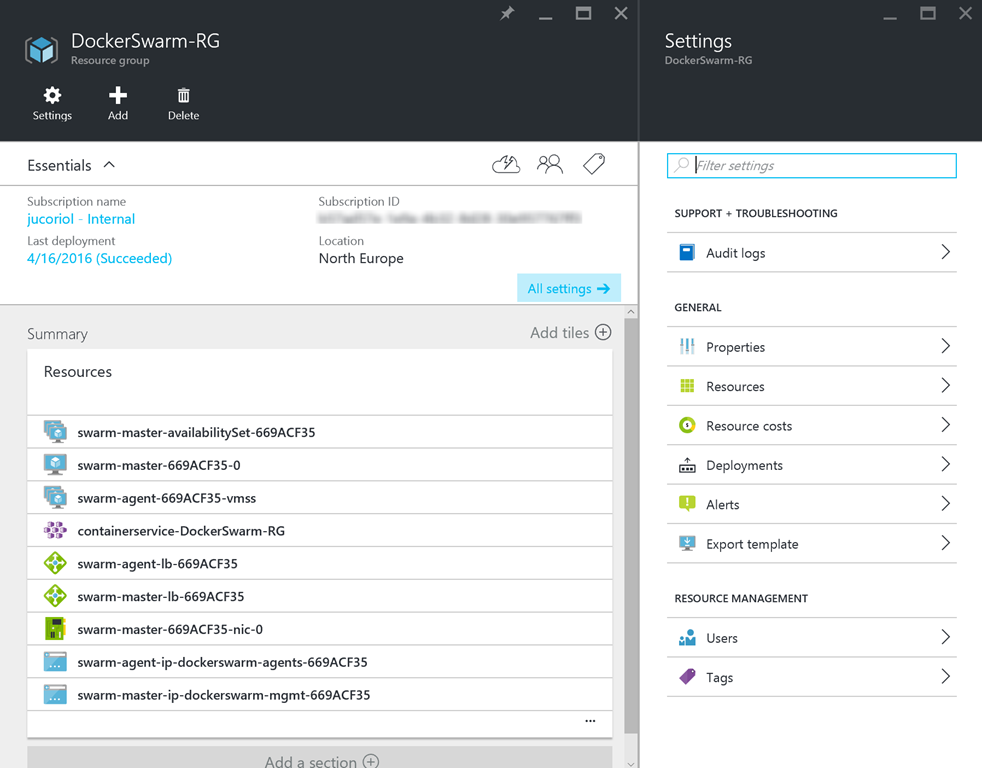 DockerSwarm-RG
Resource group
Settings
Add
Delete
Essentials
Subscription name
jucoriol - Internal
Last deployment
4/16/2016 (Succeeded)
Subscription ID
Location
North Europe
All settings
Summary
Add tiles
Resources
swarm-master-availabilitySet-669ACF35
swarm-master-669ACF35-0
swarm-agent-669ACF35-vmss
containerservice-DockerSwarm-RG
swarm-agent-lb-669ACF35
swarm-master-lb-669ACF35
swarm-master-669ACF35-nic-0
swarm-agent-ip-dockerswarm-agents-669ACF35
swarm-master-ip-dockerswarm-mgmt-669ACF35
...
Add a section
Settings
DockerSwarm-RG
Filter settings
SUPPORT + TROUBLESHOOTING
Audit logs
GENERAL
Properties
Resources
Resource costs
Deployments
Alerts
Export template
RESOURCE MANAGEMENT
Users
Tags